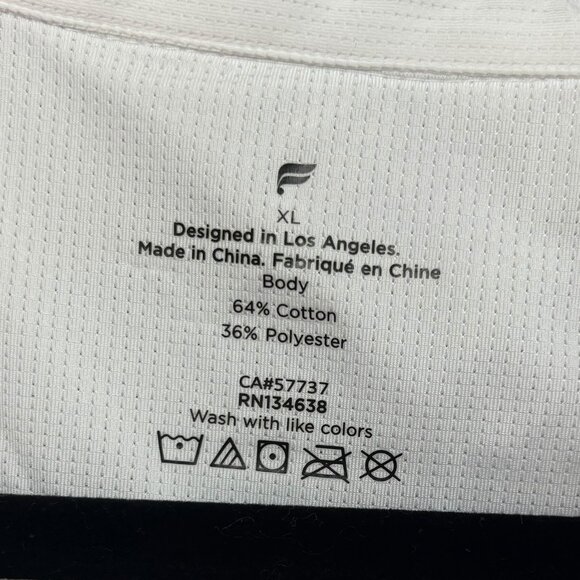 XL
Designed in Los Angeles.
Made in China. Fabriqué en Chine
Body
64% Cotton
36% Polyester
CA#57737
RN134638
Wash with like colors